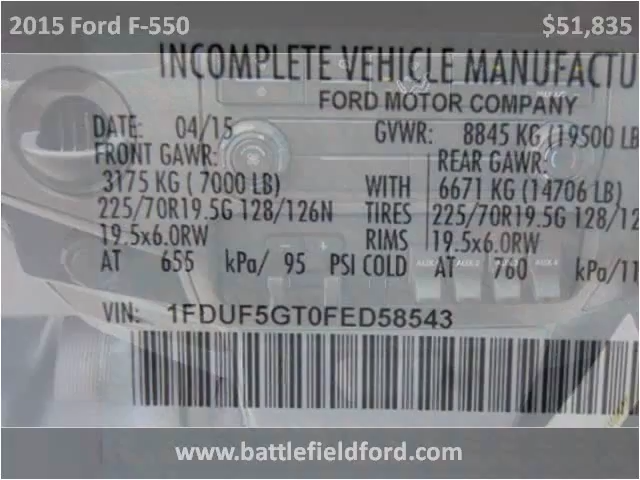 2015 Ford F-550 $51,835
INCOMPLETE VEHICLE MANUFACTU
FORD MOTOR COMPANY
DATE: 04/15 GVWR: 8845 KG (19500 LB
FRONT GAWR: REAR GAWR:
3175 KG ( 7000 LB) WITH 6671 KG (14706 LB)
225/70R19.5G 128/126N TIRES 225/70R19.5G 128/12
19.5x6.0RW RIMS 19.5x6.0RW
AT 655 kPa/ 95 PSI COLD AT 760 kPa/11
VIN: 1FDUF5GT0FED58543
www.battlefieldford.com